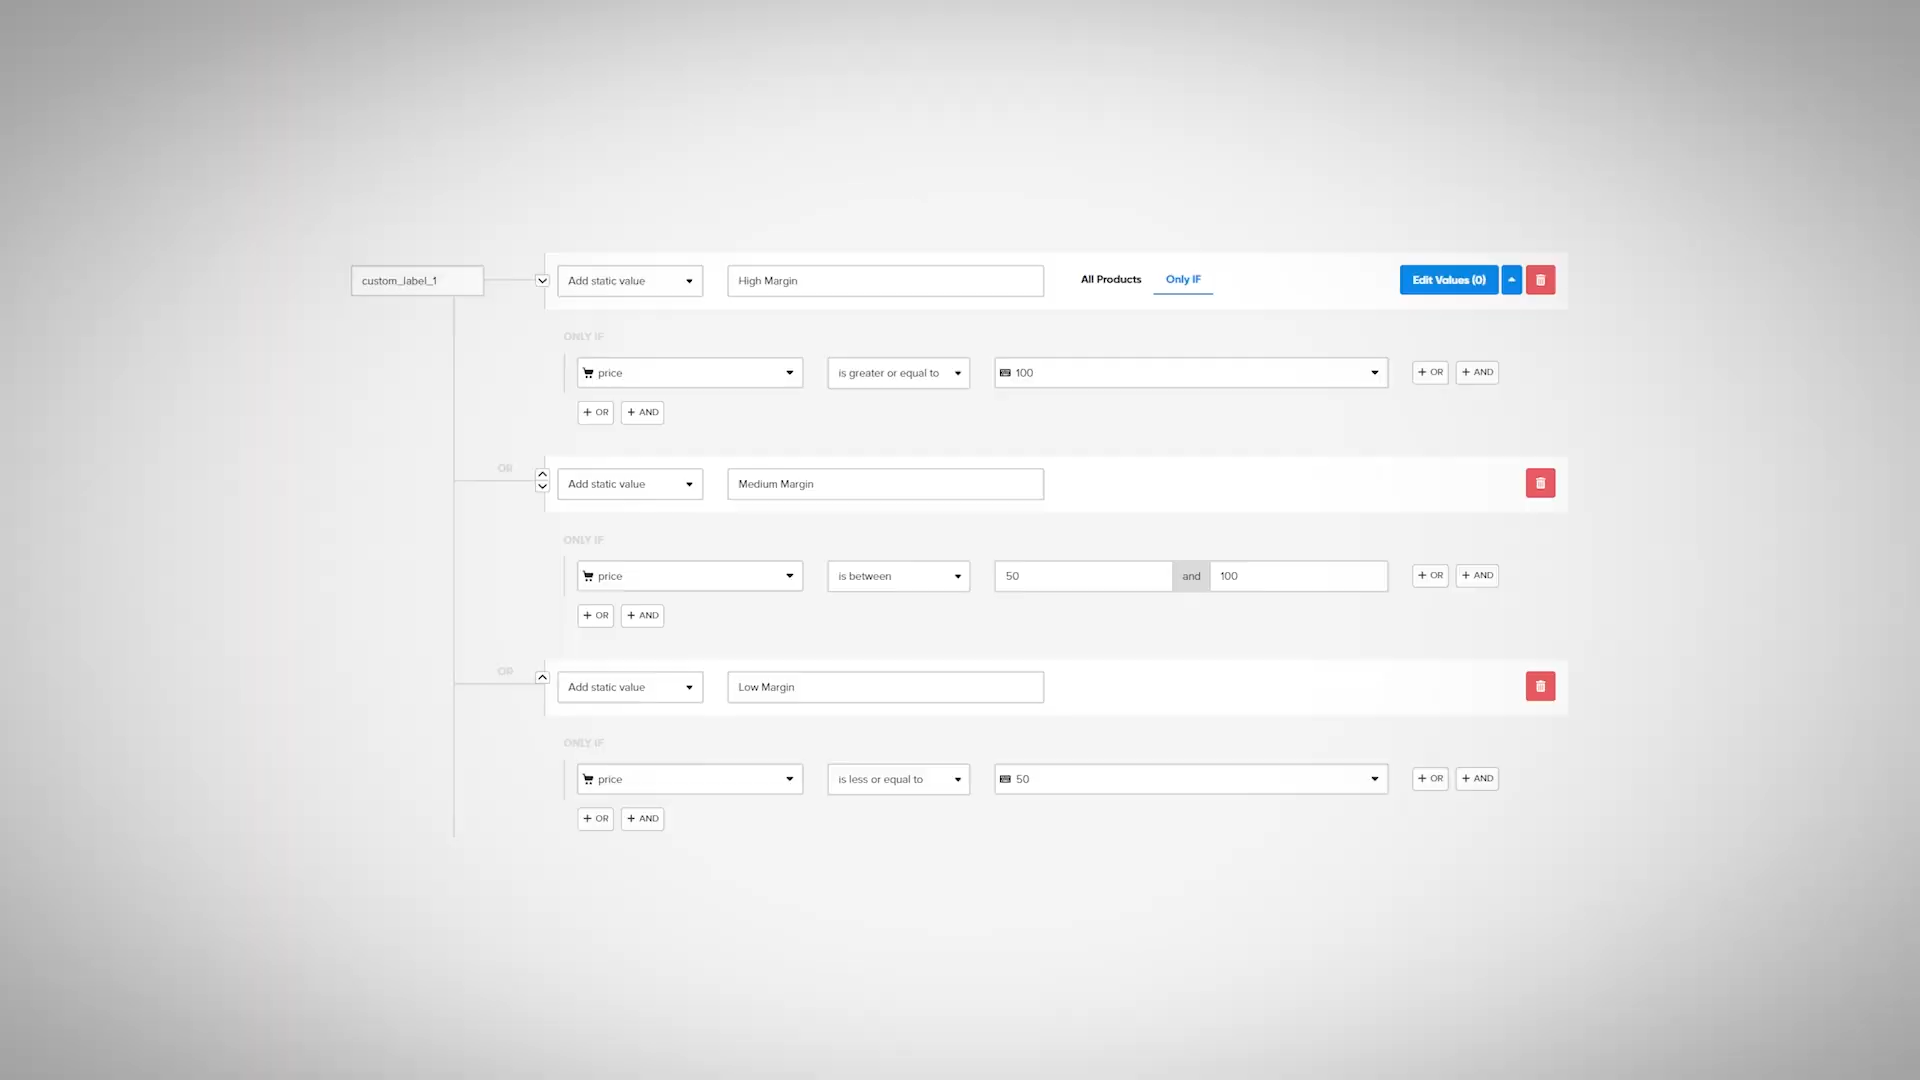 custom_label_1 Add static value High Margin All Products Only IF Edit Values (0)
ONLY IF
price is greater or equal to 100 + OR + AND
+ OR + AND
OR Add static value Medium Margin
ONLY IF
price is between 50 and 100 + OR + AND
+ OR + AND
OR Add static value Low Margin
ONLY IF
price is less or equal to 50 + OR + AND
+ OR + AND